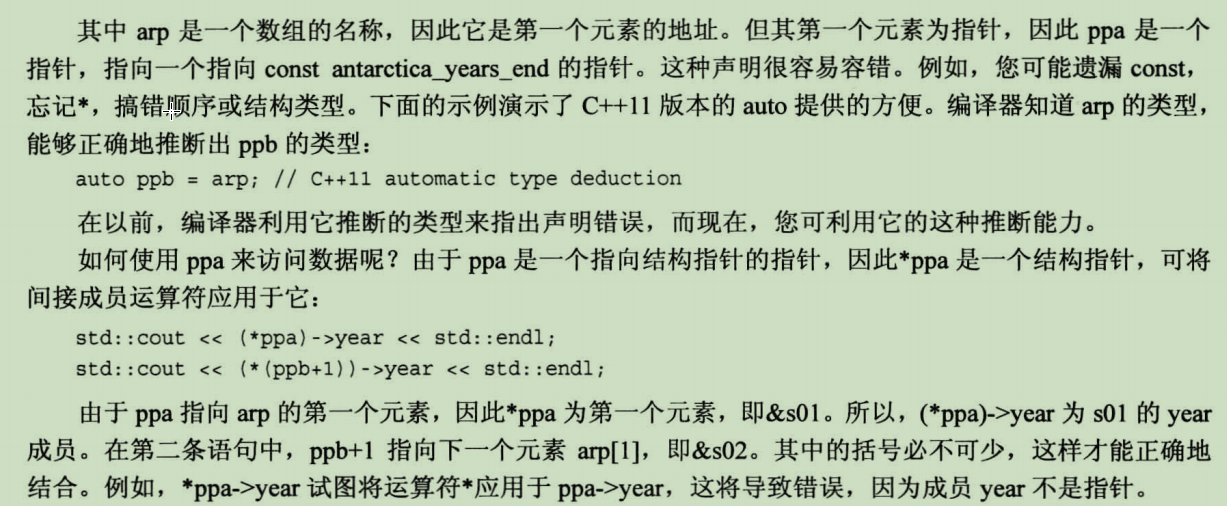 其中 arp 是一个数组的名称，因此它是第一个元素的地址。但其第一个元素为指针，因此 ppa 是一个
指针，指向一个指向 const antarctica_years_end 的指针。这种声明很容易容错。例如，您可能遗漏 const，
忘记*，搞错顺序或结构类型。下面的示例演示了 C++11 版本的 auto 提供的方便。编译器知道 arp 的类型，
能够正确地推断出 ppb 的类型：
auto ppb = arp; // C++11 automatic type deduction
在以前，编译器利用它推断的类型来指出声明错误，而现在，您可利用它的这种推断能力。
如何使用 ppa 来访问数据呢？由于 ppa 是一个指向结构指针的指针，因此*ppa 是一个结构指针，可将
间接成员运算符应用于它：
std::cout << (*ppa)->year << std::endl;
std::cout << (*(ppb+1))->year << std::endl;
由于 ppa 指向 arp 的第一个元素，因此*ppa 为第一个元素，即&s01。所以，(*ppa)->year 为 s01 的 year
成员。在第二条语句中，ppb+1 指向下一个元素 arp[1]，即&s02。其中的括号必不可少，这样才能正确地
结合。例如，*ppa->year 试图将运算符*应用于 ppa->year，这将导致错误，因为成员 year 不是指针。